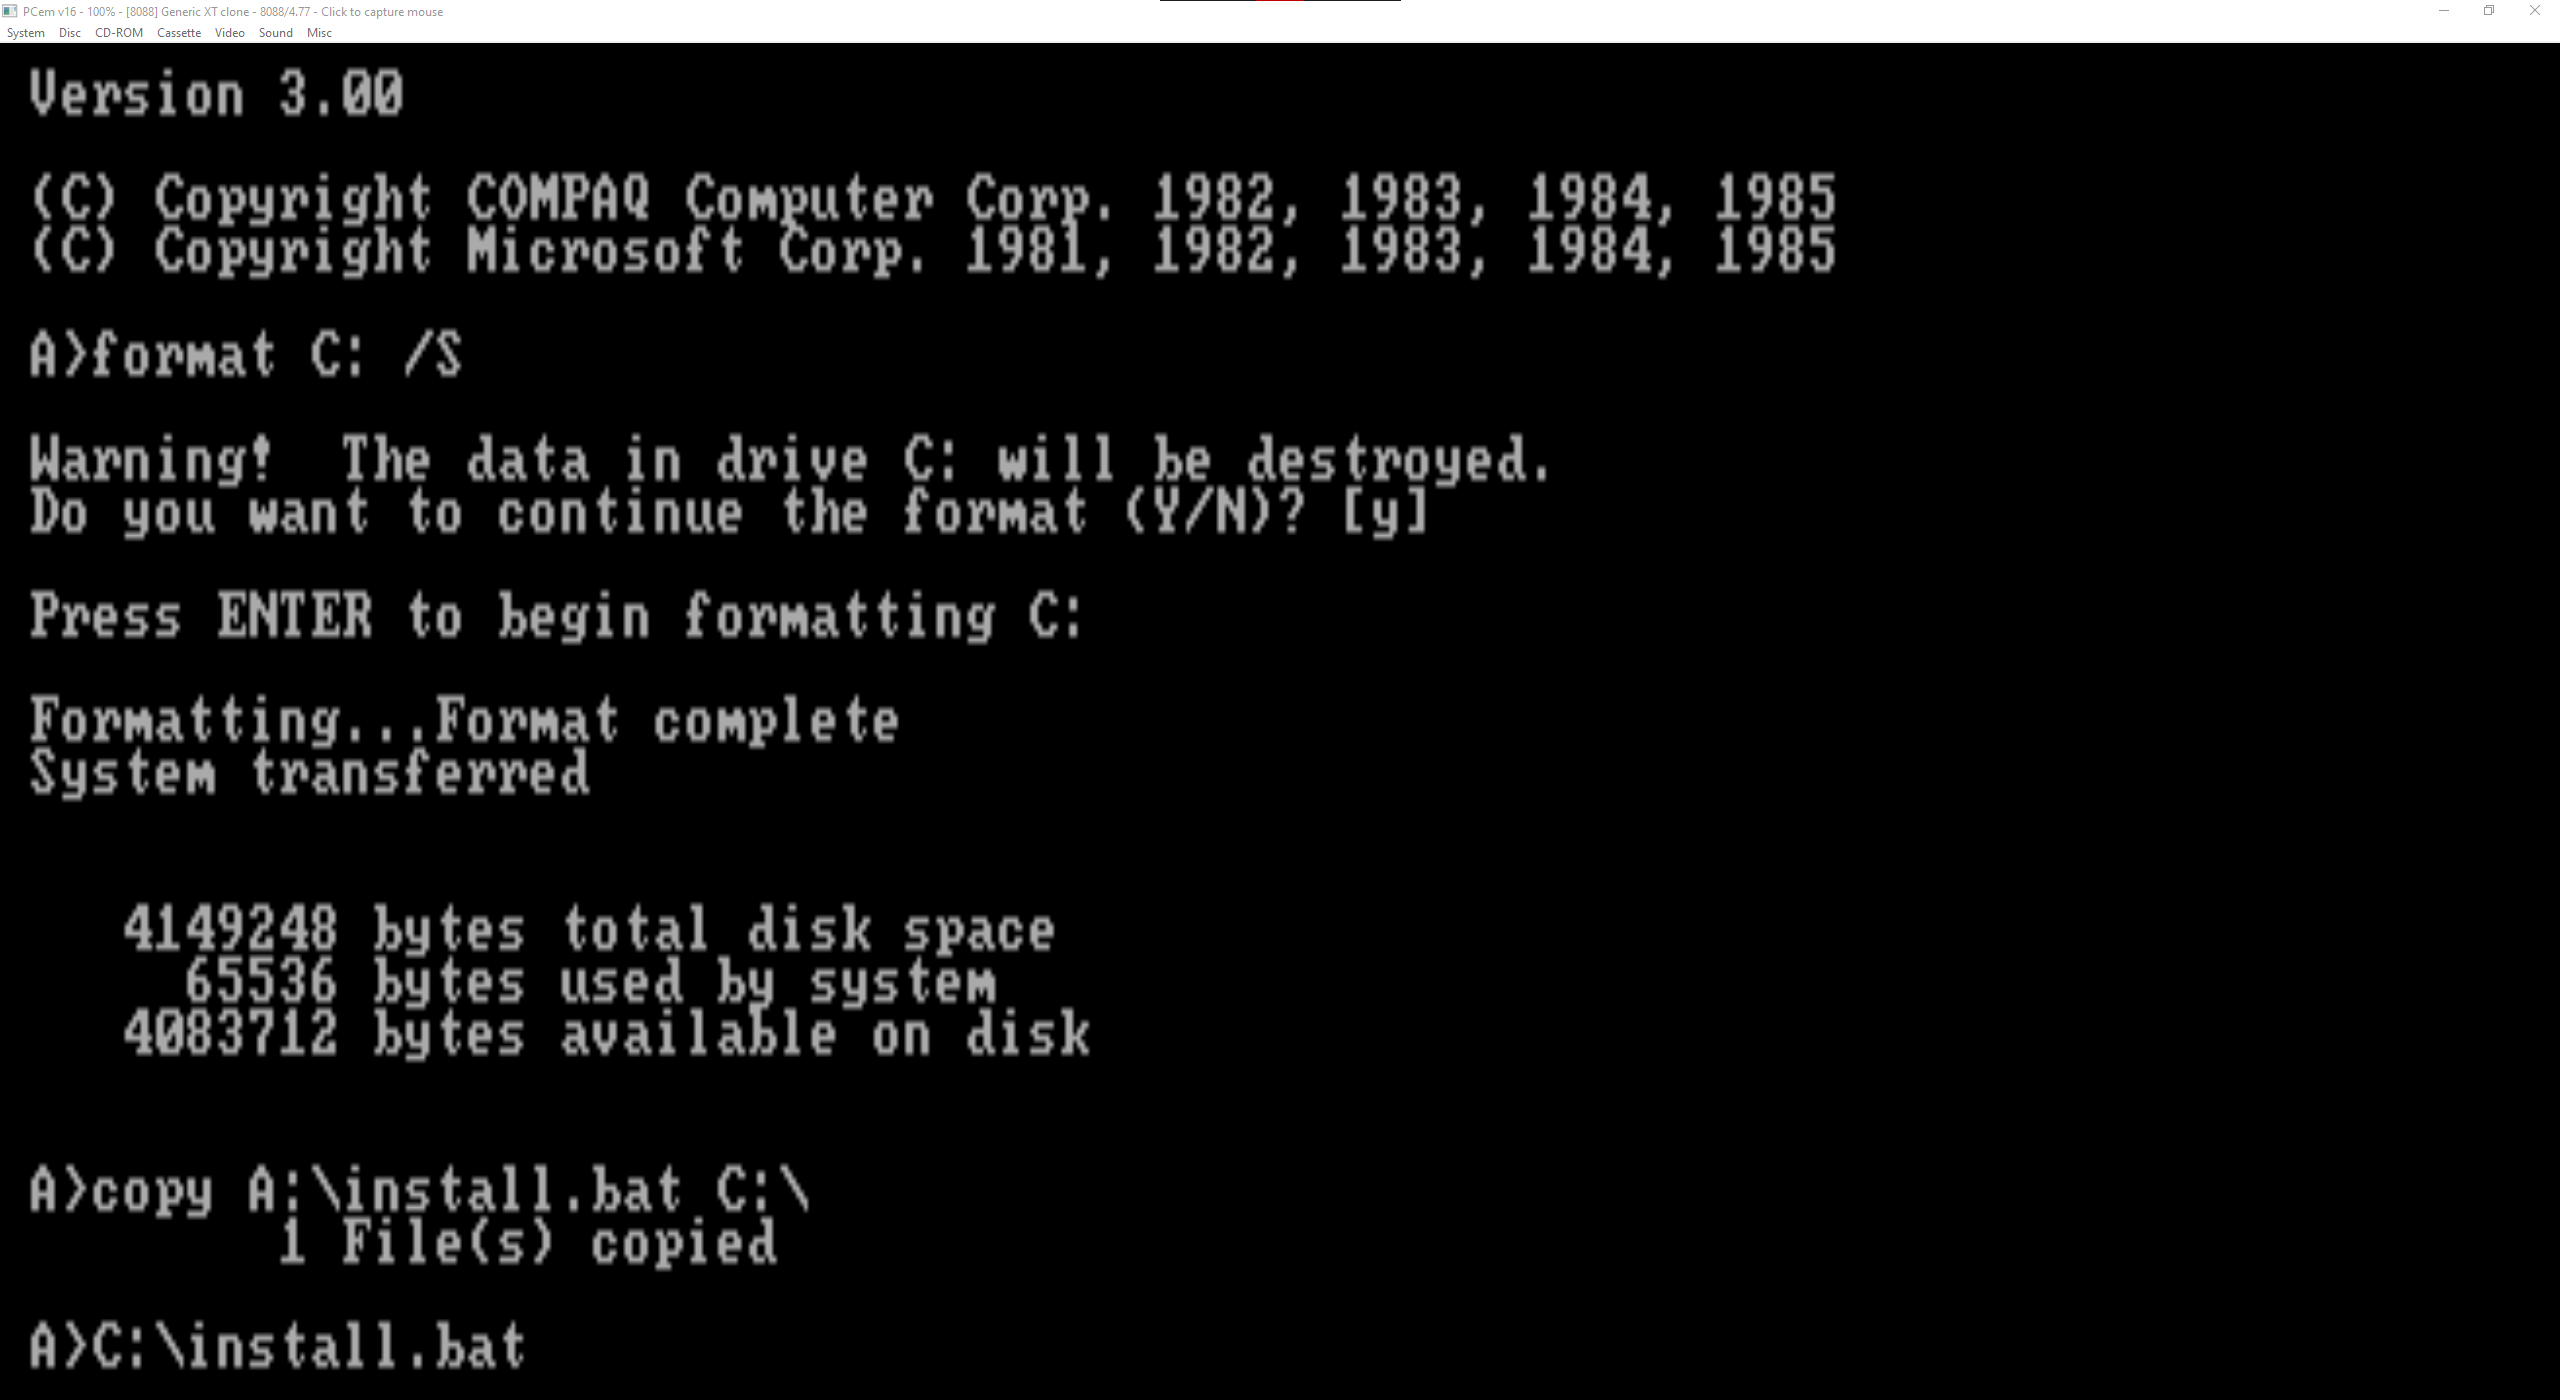 PCem v16 - 100% - [8088] Generic XT clone - 8088/4.77 - Click to capture mouse
System Disc CD-ROM Cassette Video Sound Misc
Version 3.00
(C) Copyright COMPAQ Computer Corp. 1982, 1983, 1984, 1985
(C) Copyright Microsoft Corp. 1981, 1982, 1983, 1984, 1985
A>format C: /S
Warning!  The data in drive C: will be destroyed.
Do you want to continue the format (Y/N)? [y]
Press ENTER to begin formatting C:
Formatting...Format complete
System transferred
4149248 bytes total disk space
65536 bytes used by system
4083712 bytes available on disk
A>copy A:\install.bat C:\
1 File(s) copied
A>C:\install.bat